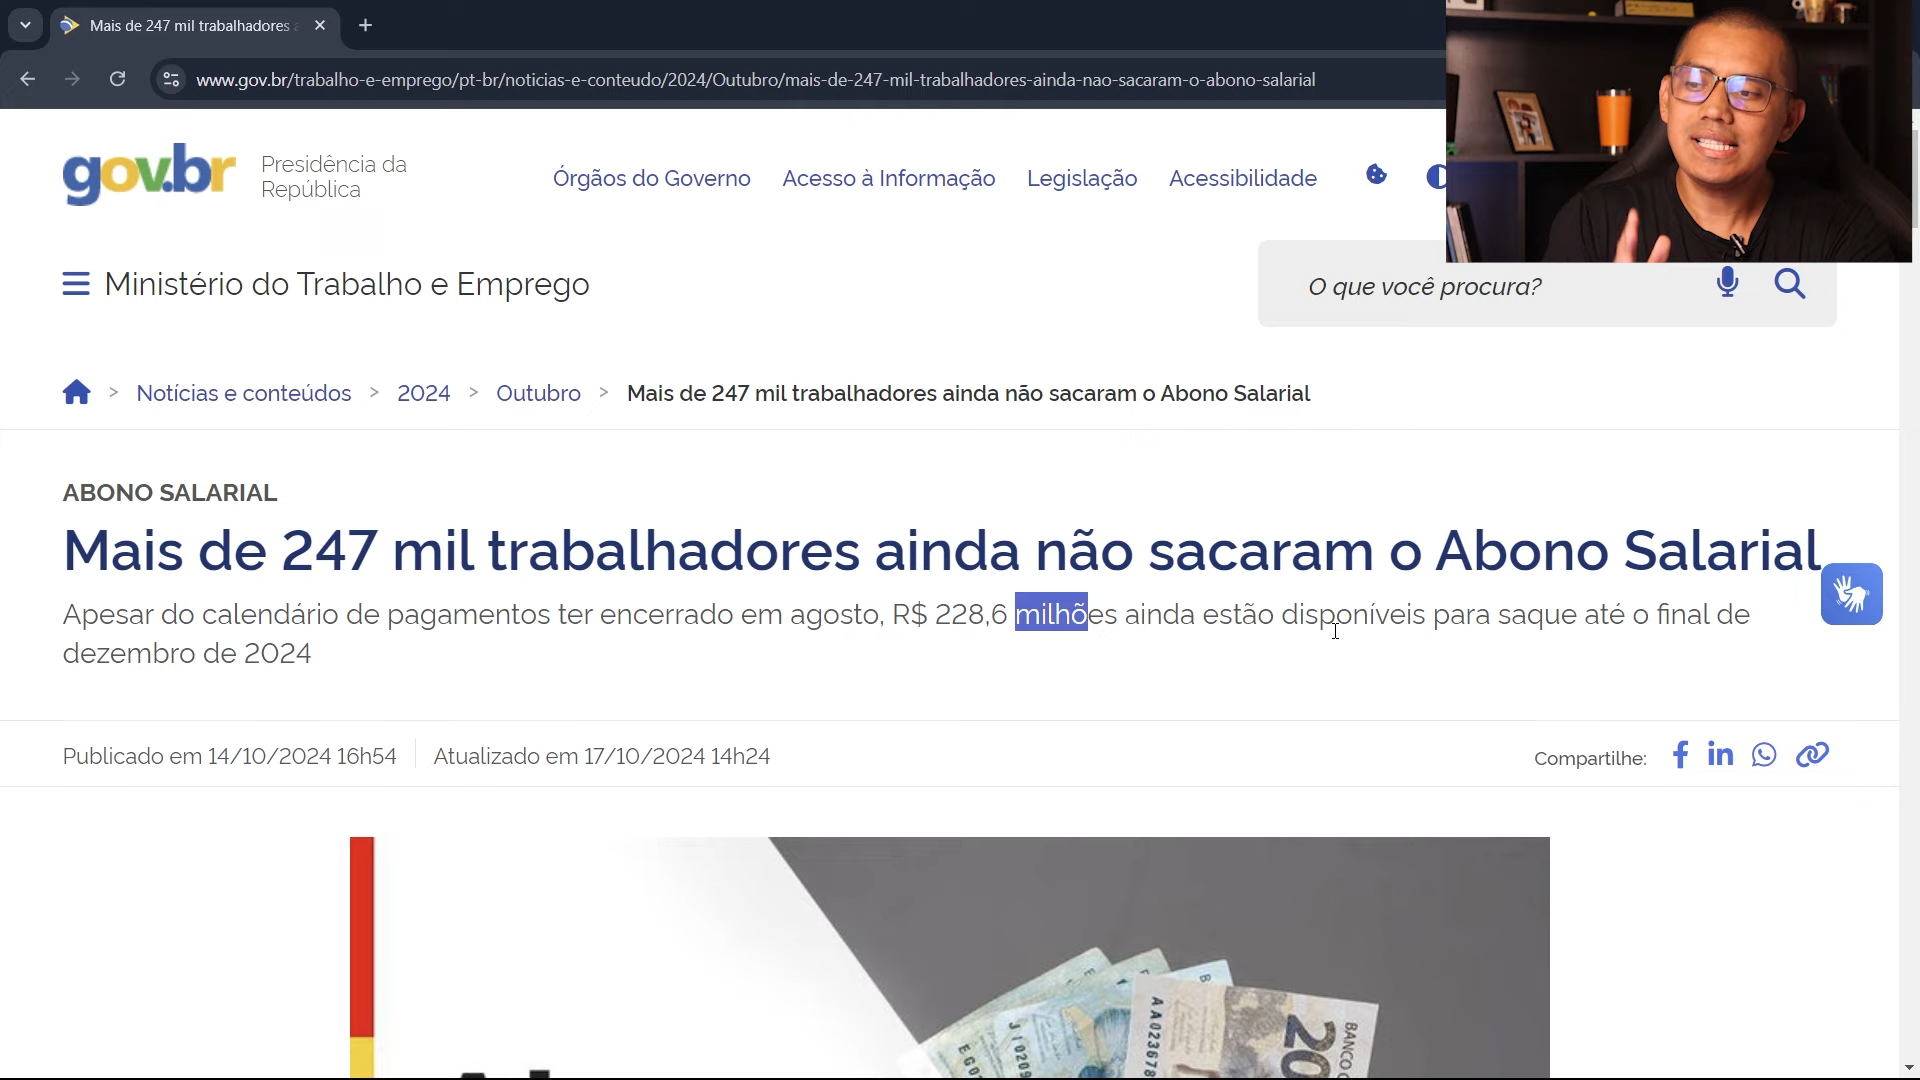 Mais de 247 mil trabalhadores
www.gov.br/trabalho-e-emprego/pt-br/noticias-e-conteudo/2024/Outubro/mais-de-247-mil-trabalhadores-ainda-nao-sacaram-o-abono-salarial
gov.br
Presidência da
República
Órgãos do Governo
Acesso à Informação
Legislação
Acessibilidade
Ministério do Trabalho e Emprego
O que você procura?
> Notícias e conteúdos > 2024 > Outubro > Mais de 247 mil trabalhadores ainda não sacaram o Abono Salarial
ABONO SALARIAL
Mais de 247 mil trabalhadores ainda não sacaram o Abono Salarial
Apesar do calendário de pagamentos ter encerrado em agosto, R$ 228,6 milhões ainda estão disponíveis para saque até o final de
dezembro de 2024
Publicado em 14/10/2024 16h54
Atualizado em 17/10/2024 14h24
Compartilhe: